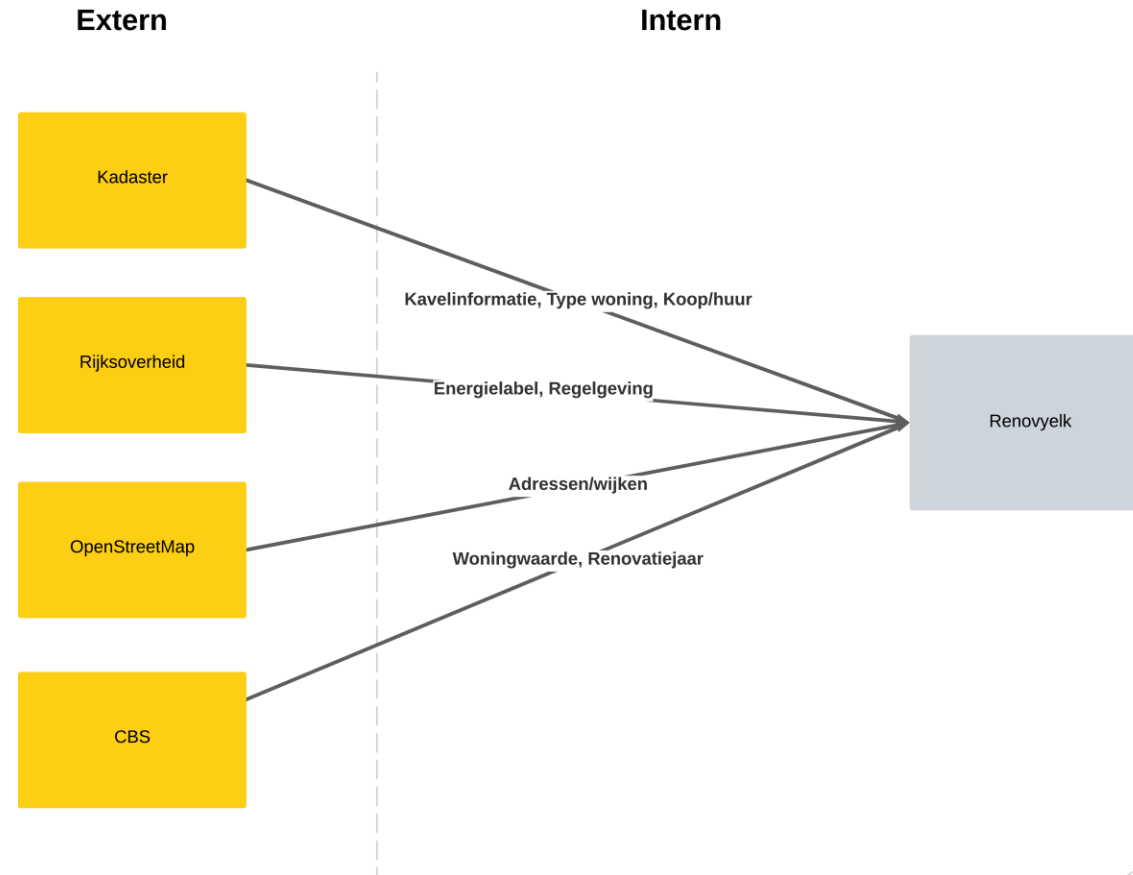 Extern
Intern
Kadaster
Kavelinformatie, Type woning, Koop/huur
Rijksoverheid
Energielabel, Regelgeving
Renovyelk
Adressen/wijken
OpenStreetMap
Woningwaarde, Renovatiejaar
CBS